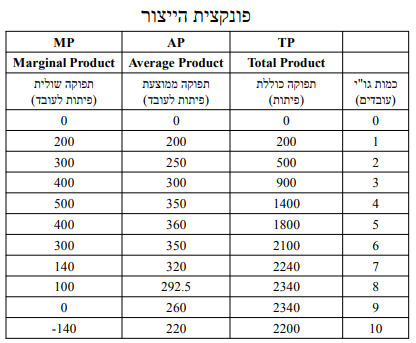 פונקצית הייצור
MP AP TP
Marginal Product Average Product Total Product
תפוקה שולית תפוקה ממוצעת תפוקה כוללת כמות גו"י
(פיתות לעובד) (פיתות לעובד) (פיתות) (עובדים)
0 0 0 0
200 200 200 1
300 250 500 2
400 300 900 3
500 350 1400 4
400 360 1800 5
300 350 2100 6
140 320 2240 7
100 292.5 2340 8
0 260 2340 9
-140 220 2200 10